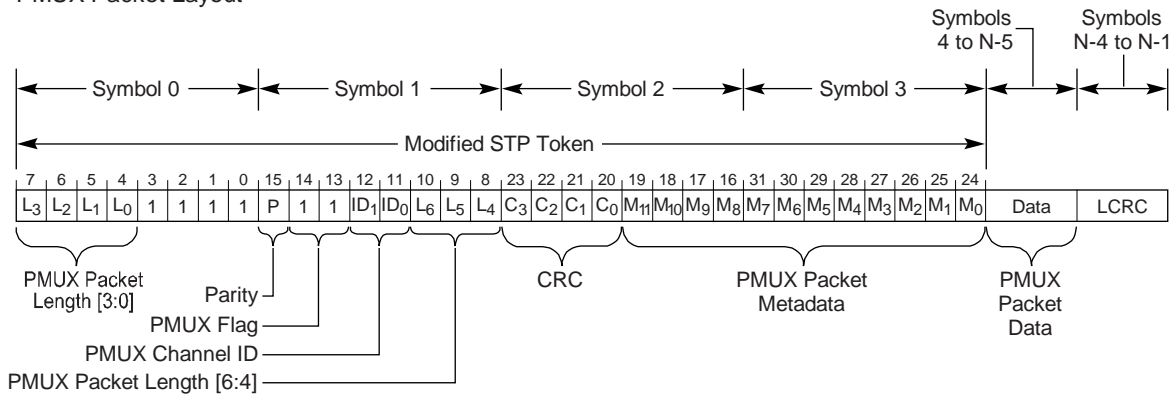 PMUX Packet Layout
Symbols
4 to N-5
Symbols
N-4 to N-1
Symbol 0
Symbol 1
Symbol 2
Symbol 3
Modified STP Token
7 6 5 4 3 2 1 0 15 14 13 12 11 10 9 8 23 22 21 20 19 18 17 16 31 30 29 28 27 26 25 24
L3 L2 L1 L0 1 1 1 1 P 1 1 ID1 ID0 L6 L5 L4 C3 C2 C1 C0 M11 M10 M9 M8 M7 M6 M5 M4 M3 M2 M1 M0 Data LCRC
PMUX Packet
Length [3:0]
Parity
PMUX Flag
PMUX Channel ID
PMUX Packet Length [6:4]
CRC
PMUX Packet
Metadata
PMUX
Packet
Data